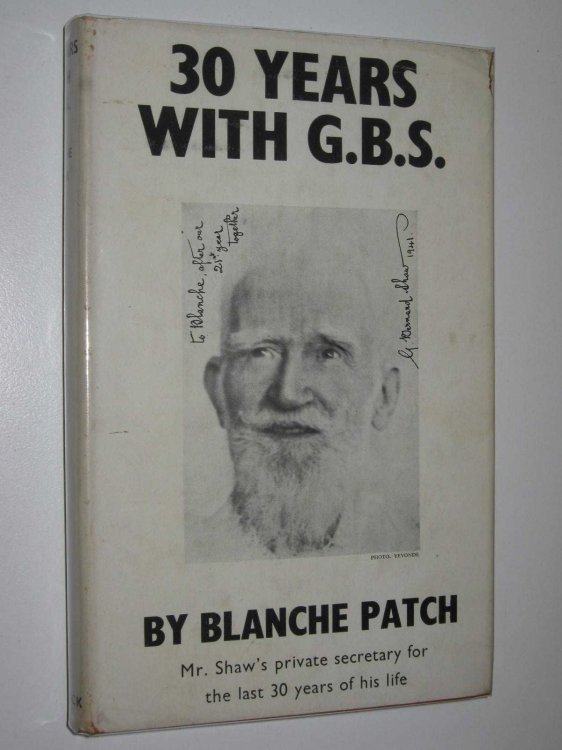 30 YEARS
WITH G.B.S.
to Blanche, after our
21st year
together
G. Bernard Shaw
1941.
PHOTO. YEVONDE
BY BLANCHE PATCH
Mr. Shaw's private secretary for
the last 30 years of his life